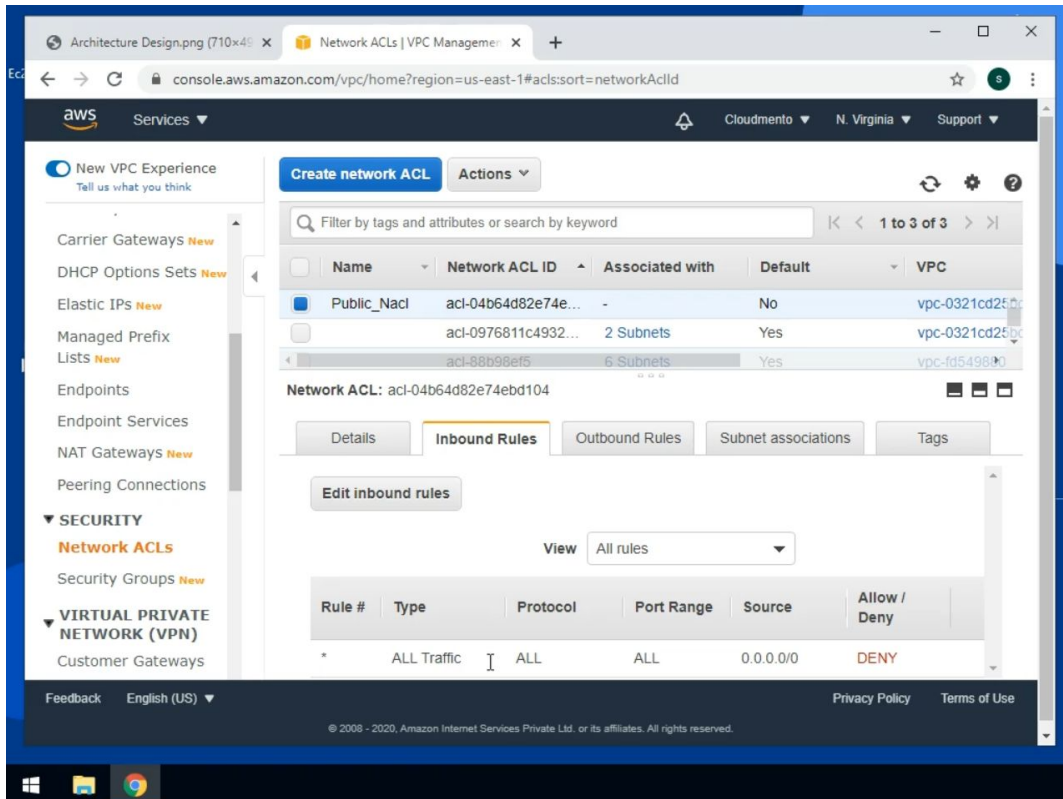 Architecture Design.png (710×49
Network ACLs | VPC Managemen
console.aws.amazon.com/vpc/home?region=us-east-1#acls:sort=networkAclId
S
aws
Services
Cloudmento
N. Virginia
Support
New VPC Experience
Tell us what you think
Carrier Gateways New
DHCP Options Sets New
Elastic IPs New
Managed Prefix
Lists New
Endpoints
Endpoint Services
NAT Gateways New
Peering Connections
SECURITY
Network ACLs
Security Groups New
VIRTUAL PRIVATE
NETWORK (VPN)
Customer Gateways
Create network ACL
Actions
Filter by tags and attributes or search by keyword
1 to 3 of 3
Name Network ACL ID Associated with Default VPC
Public_Nacl acl-04b64d82e74e... - No vpc-0321cd25
acl-0976811c4932... 2 Subnets Yes vpc-0321cd25
acl-88b98ef5 6 Subnets Yes vpc-fd549880
Network ACL: acl-04b64d82e74ebd104
Details
Inbound Rules
Outbound Rules
Subnet associations
Tags
Edit inbound rules
View All rules
Rule # Type Protocol Port Range Source Allow /
Deny
* ALL Traffic ALL ALL 0.0.0.0/0 DENY
Feedback
English (US)
Privacy Policy
Terms of Use
© 2008 - 2020, Amazon Internet Services Private Ltd. or its affiliates. All rights reserved.